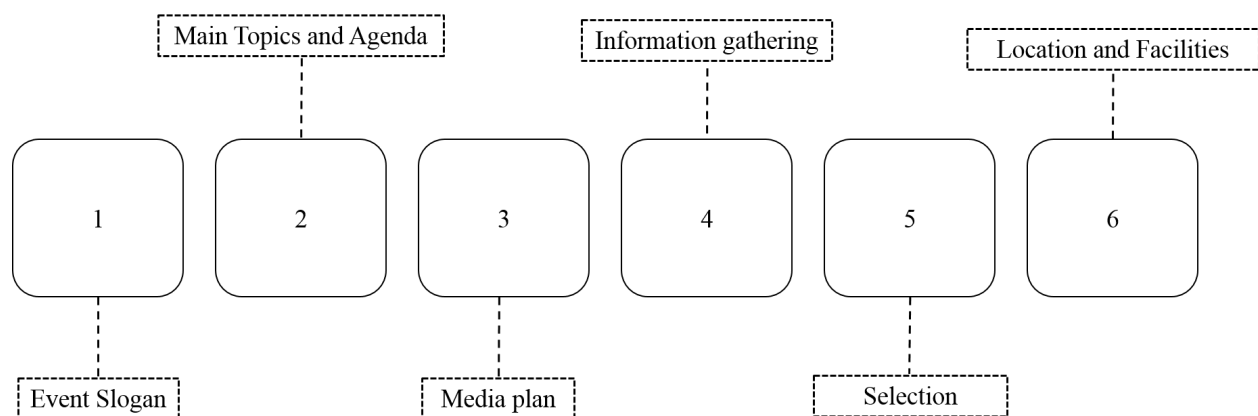 Main Topics and Agenda
Information gathering
Location and Facilities
1
2
3
4
5
6
Event Slogan
Media plan
Selection